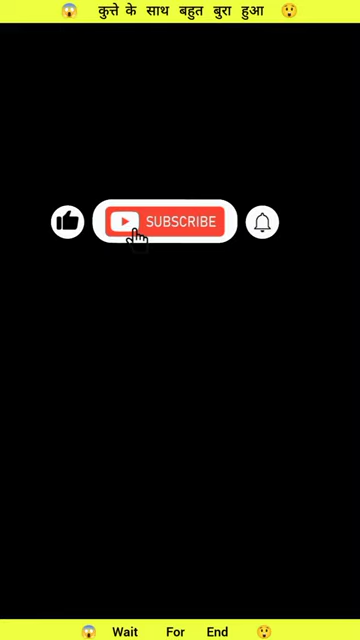 😱 कुत्ते के साथ बहुत बुरा हुआ 😲
SUBSCRIBE
😱 Wait For End 😲